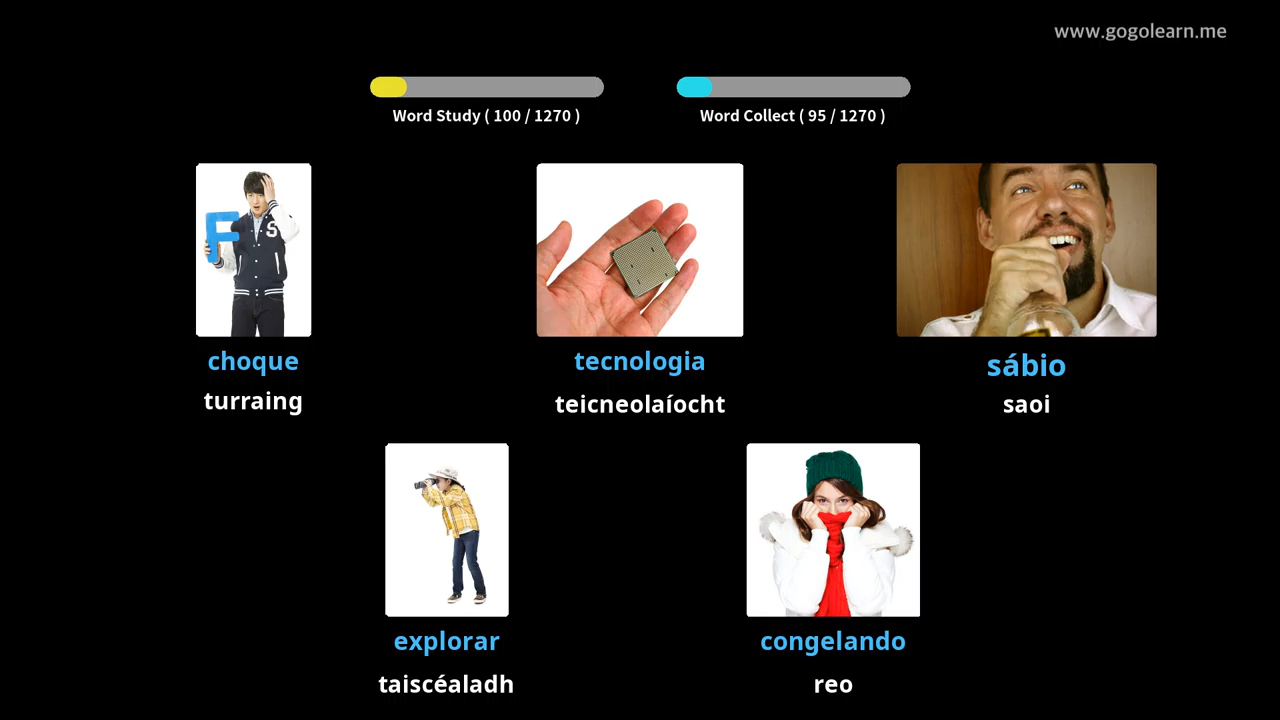 www.gogolearn.me
Word Study ( 100 / 1270 )
Word Collect ( 95 / 1270 )
F
S
choque
turraing
tecnologia
teicneolaíocht
sábio
saoi
explorar
taiscéaladh
congelando
reo